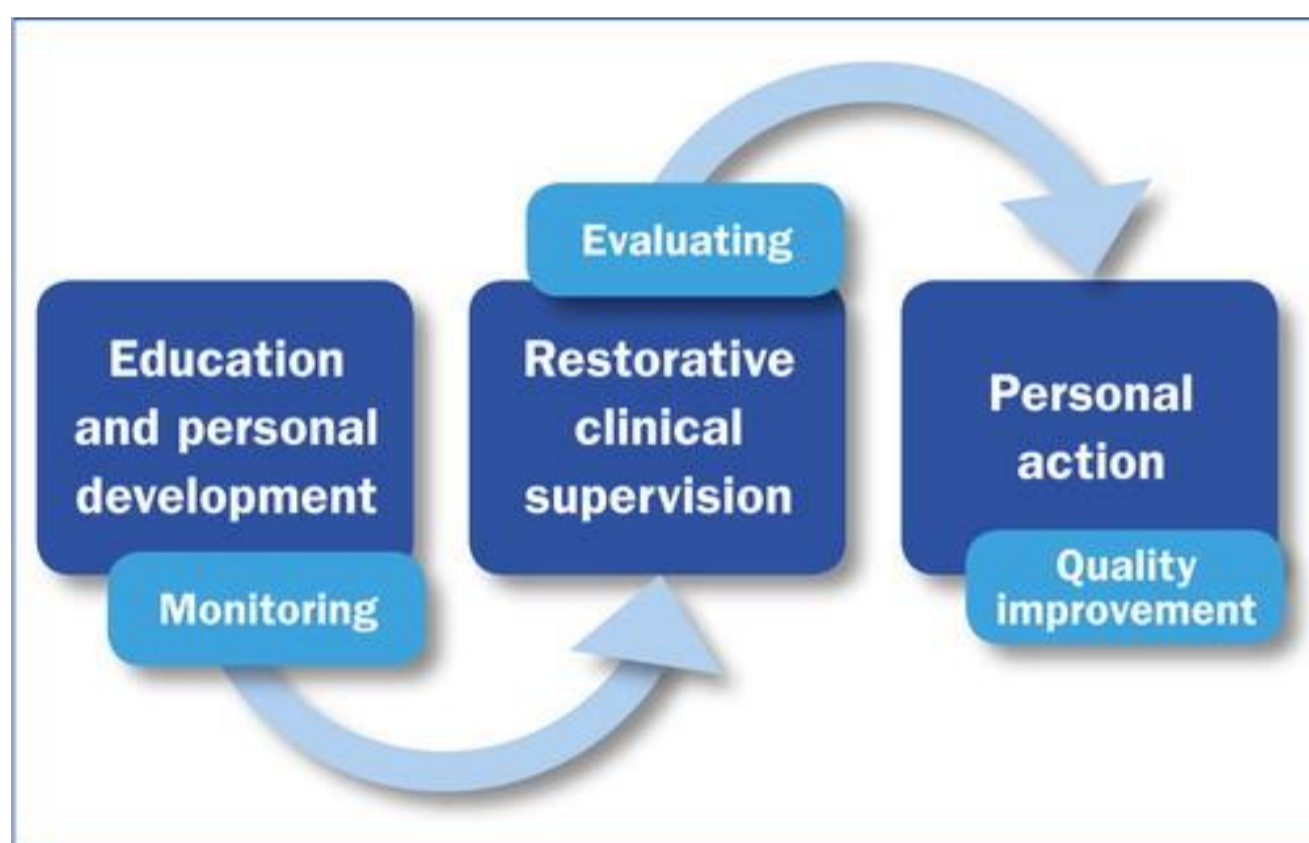 Education
and personal
development
Monitoring
Evaluating
Restorative
clinical
supervision
Personal
action
Quality
improvement